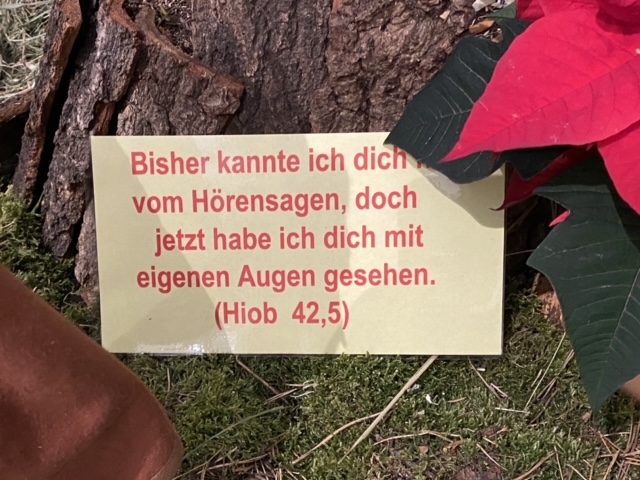 Bisher kannte ich dich
vom Hörensagen, doch
jetzt habe ich dich mit
eigenen Augen gesehen.
(Hiob 42,5)